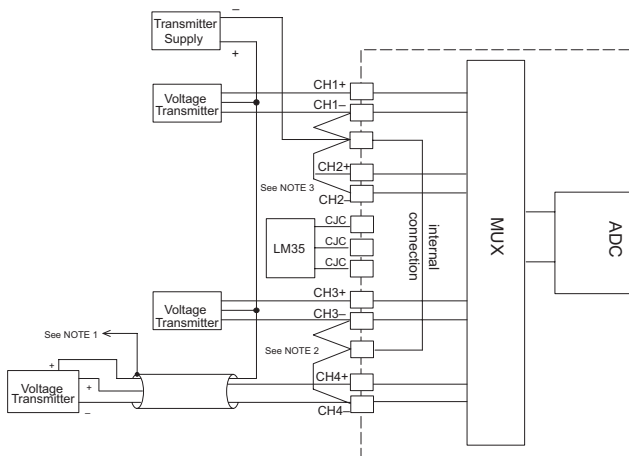 –
Transmitter
Supply
+
CH1+
Voltage
Transmitter
CH1–
CH2+
See NOTE 3
CH2–
CJC
LM35
CJC
CJC
internal
connection
MUX
ADC
CH3+
Voltage
Transmitter
CH3–
See NOTE 1
See NOTE 2
+
CH4+
Voltage
Transmitter
+
–
CH4–